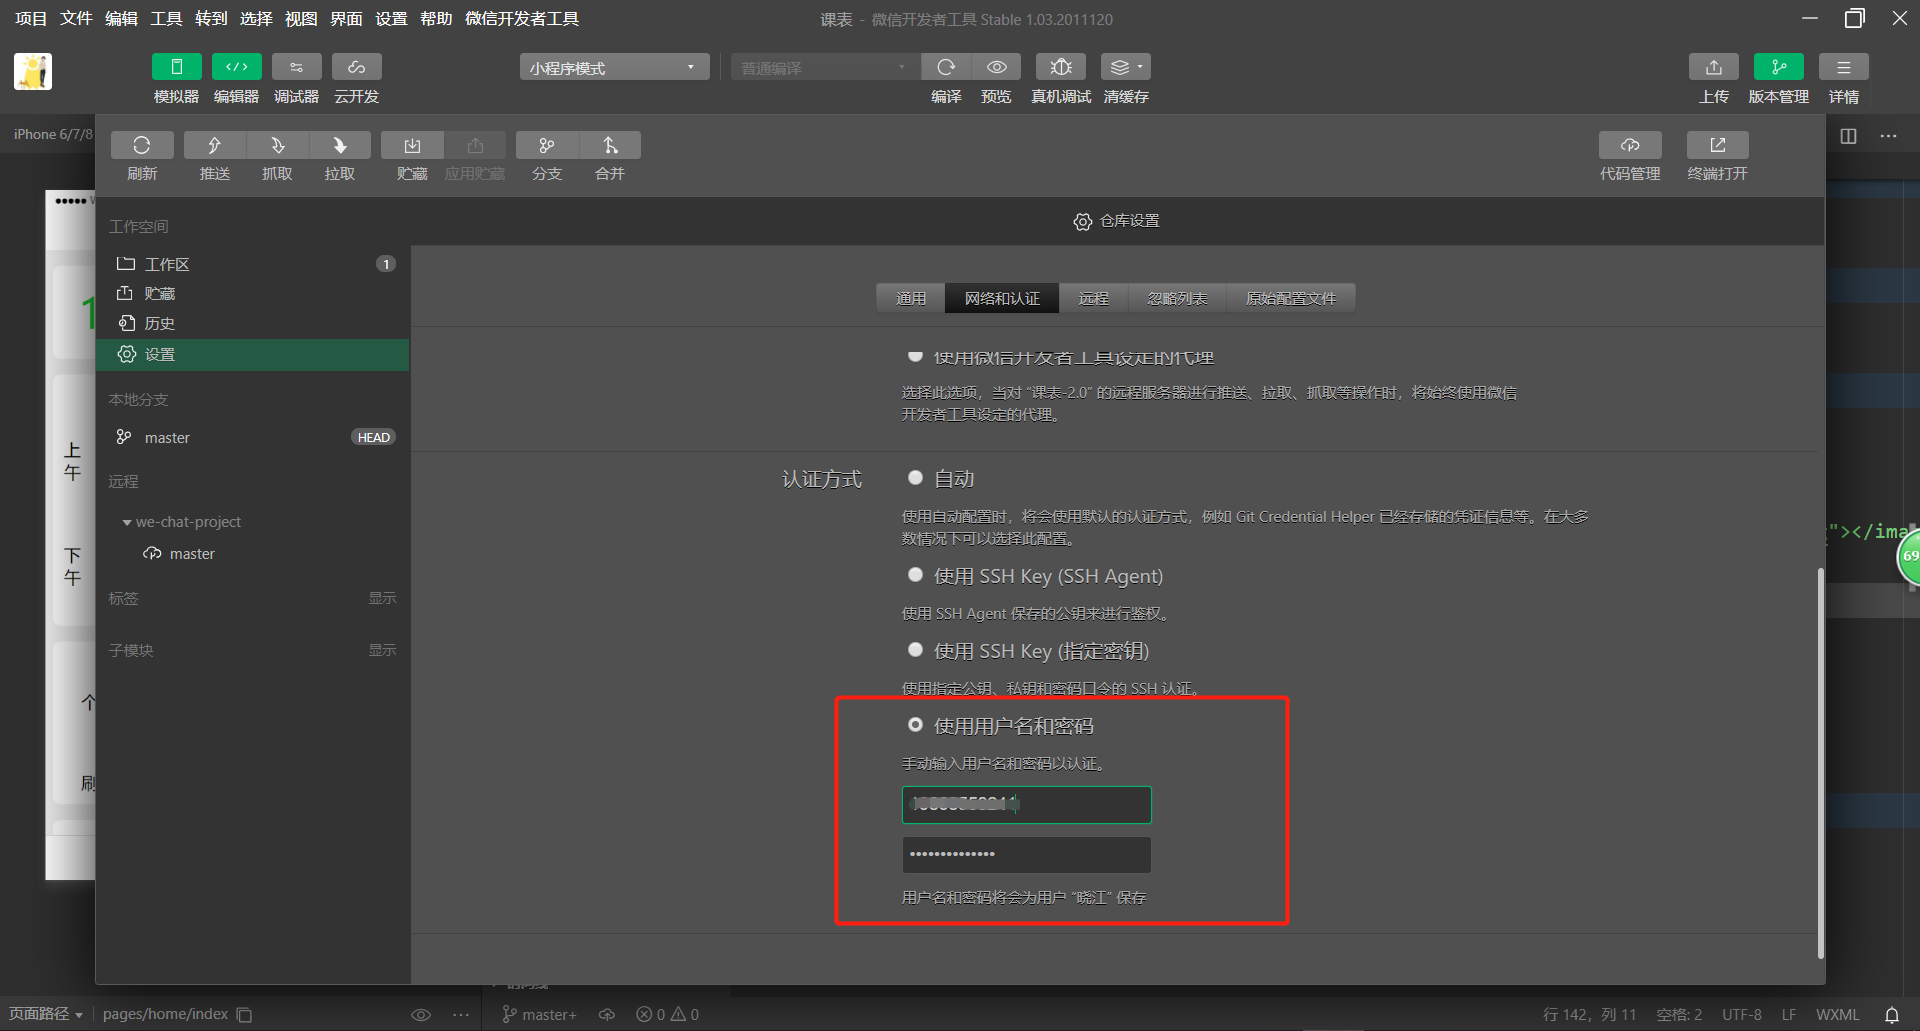 项目 文件 编辑 工具 转到 选择 视图 界面 设置 帮助 微信开发者工具
课表 - 微信开发者工具 Stable 1.03.2011120
小程序模式
普通编译
模拟器 编辑器 调试器 云开发
编译 预览 真机调试 清缓存
上传 版本管理 详情
iPhone 6/7/8
刷新 推送 抓取 拉取 贮藏 应用贮藏 分支 合并
代码管理 终端打开
工作空间
仓库设置
工作区 1
贮藏
历史
设置
本地分支
master HEAD
远程
we-chat-project
master
标签 显示
子模块 显示
上
午
下
午
个
刷
通用 网络和认证 远程 忽略列表 原始配置文件
使用微信开发者工具设定的代理
选择此选项，当对 “课表-2.0” 的远程服务器进行推送、拉取、抓取等操作时，将始终使用微信
开发者工具设定的代理。
认证方式
自动
使用自动配置时，将会使用默认的认证方式，例如 Git Credential Helper 已经存储的凭证信息等。在大多
数情况下可以选择此配置。
使用 SSH Key (SSH Agent)
使用 SSH Agent 保存的公钥来进行鉴权。
使用 SSH Key (指定密钥)
使用指定公钥、私钥和密码口令的 SSH 认证。
使用用户名和密码
手动输入用户名和密码以认证。
••••••••••••••
用户名和密码将会为用户 “晓江” 保存
"></ima
69
页面路径 pages/home/index
master+ 0 0
行 142，列 11 空格: 2 UTF-8 LF WXML